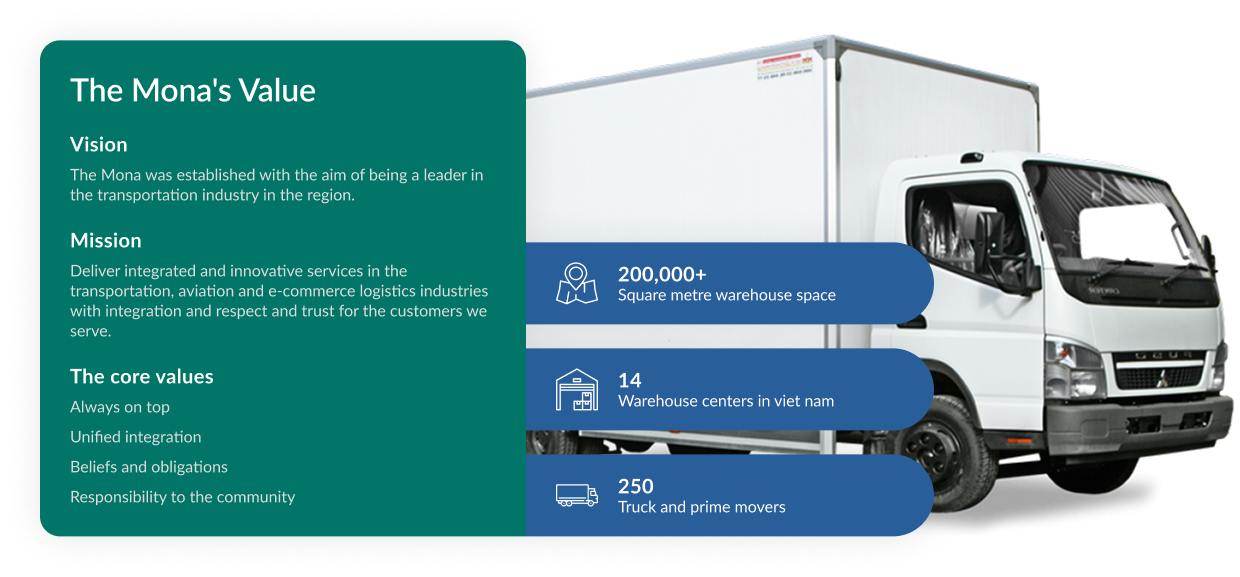 The Mona's Value
Vision
The Mona was established with the aim of being a leader in
the transportation industry in the region.
Mission
Deliver integrated and innovative services in the
transportation, aviation and e-commerce logistics industries
with integration and respect and trust for the customers we
serve.
The core values
Always on top
Unified integration
Beliefs and obligations
Responsibility to the community
200,000+
Square metre warehouse space
14
Warehouse centers in viet nam
250
Truck and prime movers